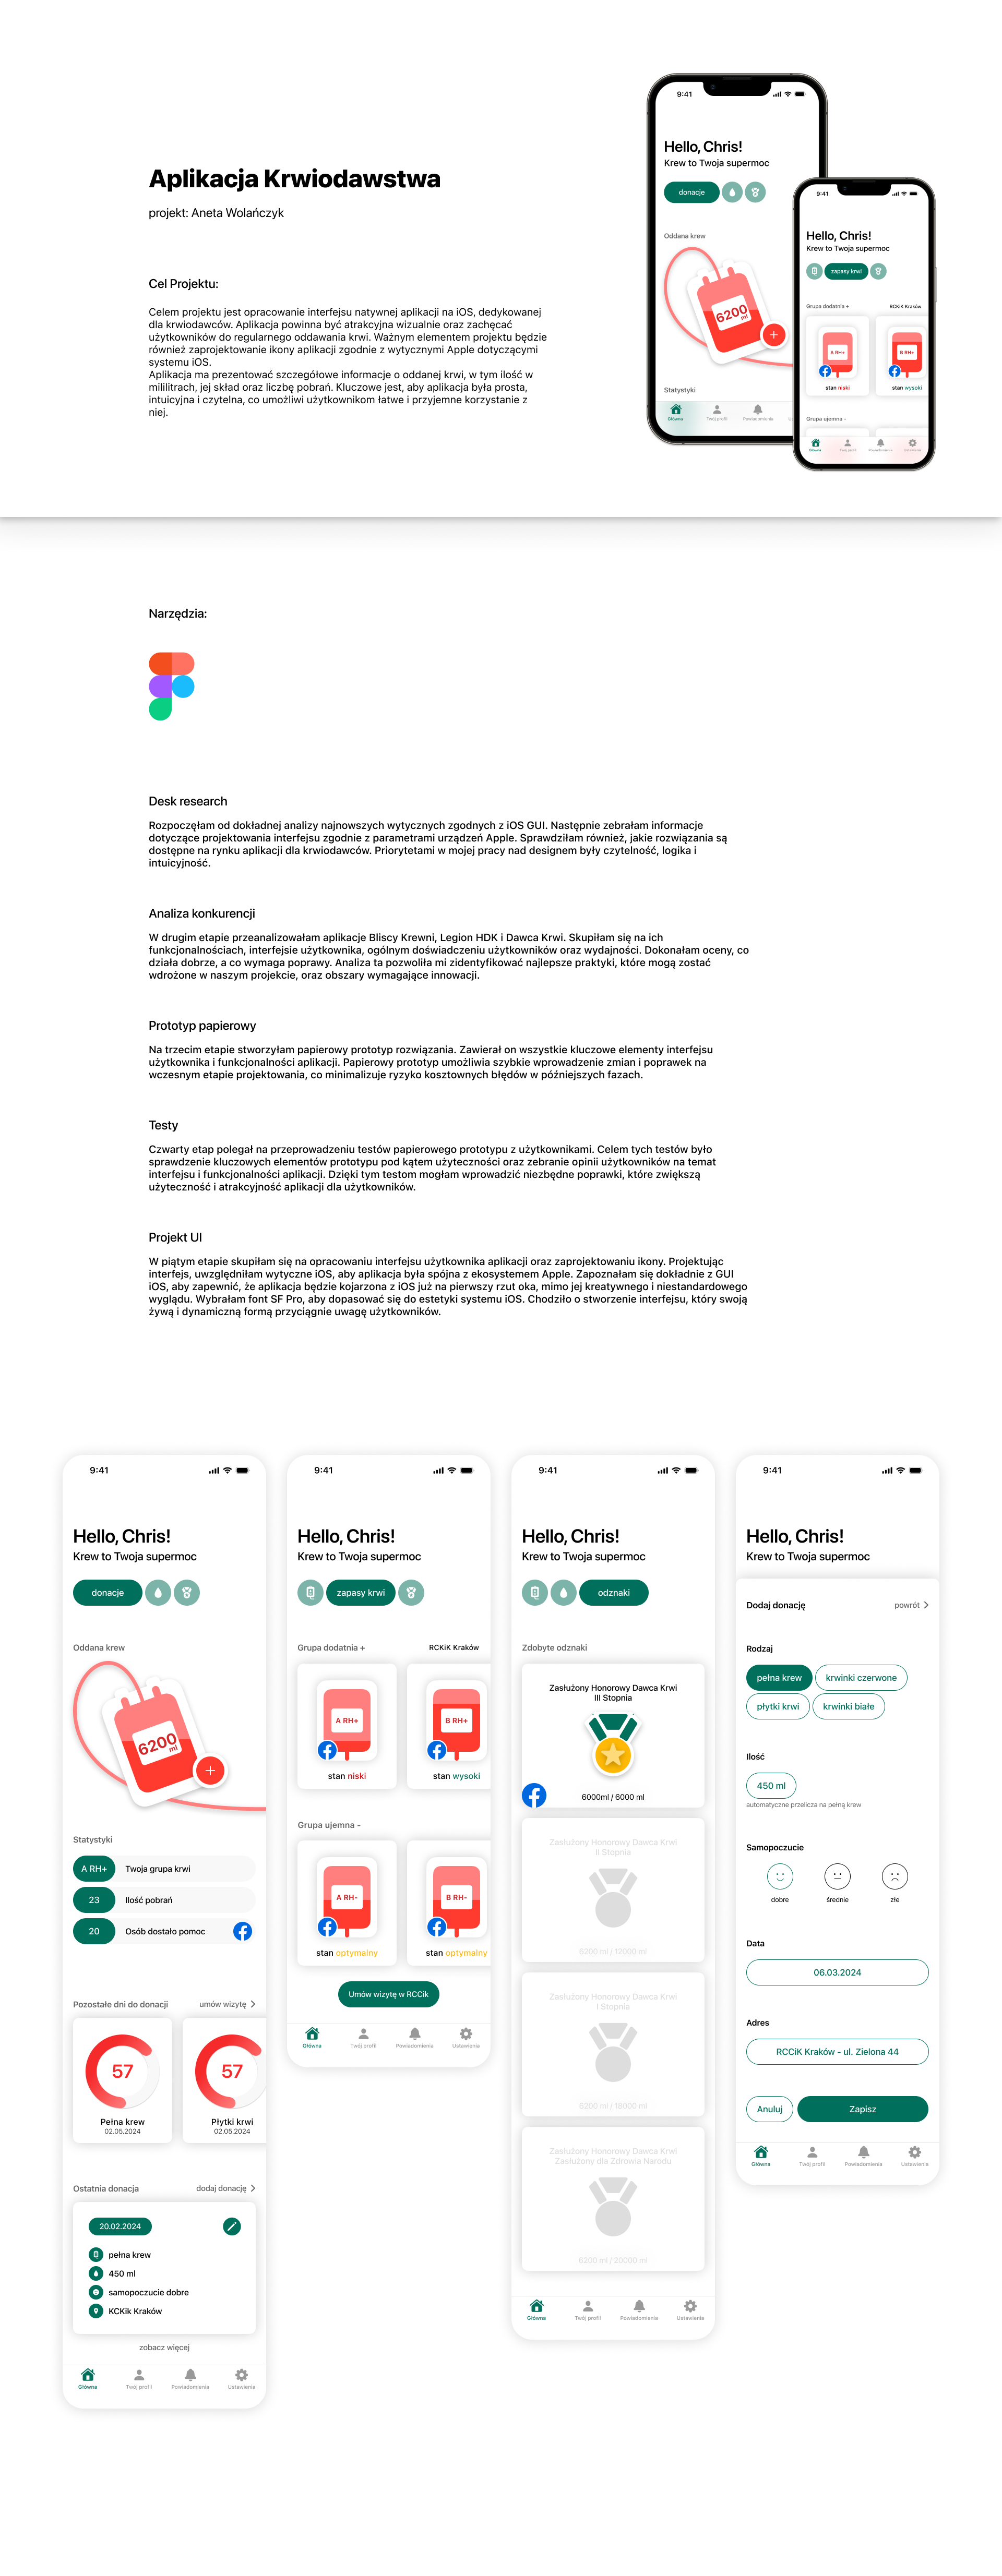 Aplikacja Krwiodawstwa
projekt: Aneta Wolańczyk
Cel Projektu:
Celem projektu jest opracowanie interfejsu natywnej aplikacji na iOS, dedykowanej
dla krwiodawców. Aplikacja powinna być atrakcyjna wizualnie oraz zachęcać
użytkowników do regularnego oddawania krwi. Ważnym elementem projektu będzie
również zaprojektowanie ikony aplikacji zgodnie z wytycznymi Apple dotyczącymi
systemu iOS.
Aplikacja ma prezentować szczegółowe informacje o oddanej krwi, w tym ilość w
mililitrach, jej skład oraz liczbę pobrań. Kluczowe jest, aby aplikacja była prosta,
intuicyjna i czytelna, co umożliwi użytkownikom łatwe i przyjemne korzystanie z
niej.
9:41
Hello, Chris!
Krew to Twoja supermoc
donacje
Oddana krew
6200
ml
Statystyki
Główna
Twój profil
Powiadomienia
9:41
Hello, Chris!
Krew to Twoja supermoc
zapasy krwi
Grupa dodatnia +
RCKiK Kraków
A RH+
B RH+
stan niski
stan wysoki
Grupa ujemna -
Główna
Twój profil
Powiadomienia
Ustawienia
Narzędzia:
Desk research
Rozpoczęłam od dokładnej analizy najnowszych wytycznych zgodnych z iOS GUI. Następnie zebrałam informacje
dotyczące projektowania interfejsu zgodnie z parametrami urządzeń Apple. Sprawdziłam również, jakie rozwiązania są
dostępne na rynku aplikacji dla krwiodawców. Priorytetami w mojej pracy nad designem były czytelność, logika i
intuicyjność.
Analiza konkurencji
W drugim etapie przeanalizowałam aplikacje Bliscy Krewni, Legion HDK i Dawca Krwi. Skupiłam się na ich
funkcjonalnościach, interfejsie użytkownika, ogólnym doświadczeniu użytkowników oraz wydajności. Dokonałam oceny, co
działa dobrze, a co wymaga poprawy. Analiza ta pozwoliła mi zidentyfikować najlepsze praktyki, które mogą zostać
wdrożone w naszym projekcie, oraz obszary wymagające innowacji.
Prototyp papierowy
Na trzecim etapie stworzyłam papierowy prototyp rozwiązania. Zawierał on wszystkie kluczowe elementy interfejsu
użytkownika i funkcjonalności aplikacji. Papierowy prototyp umożliwia szybkie wprowadzenie zmian i poprawek na
wczesnym etapie projektowania, co minimalizuje ryzyko kosztownych błędów w późniejszych fazach.
Testy
Czwarty etap polegał na przeprowadzeniu testów papierowego prototypu z użytkownikami. Celem tych testów było
sprawdzenie kluczowych elementów prototypu pod kątem użyteczności oraz zebranie opinii użytkowników na temat
interfejsu i funkcjonalności aplikacji. Dzięki tym testom mogłam wprowadzić niezbędne poprawki, które zwiększą
użyteczność i atrakcyjność aplikacji dla użytkowników.
Projekt UI
W piątym etapie skupiłam się na opracowaniu interfejsu użytkownika aplikacji oraz zaprojektowaniu ikony. Projektując
interfejs, uwzględniłam wytyczne iOS, aby aplikacja była spójna z ekosystemem Apple. Zapoznałam się dokładnie z GUI
iOS, aby zapewnić, że aplikacja będzie kojarzona z iOS już na pierwszy rzut oka, mimo jej kreatywnego i niestandardowego
wyglądu. Wybrałam font SF Pro, aby dopasować się do estetyki systemu iOS. Chodziło o stworzenie interfejsu, który swoją
żywą i dynamiczną formą przyciągnie uwagę użytkowników.
9:41
Hello, Chris!
Krew to Twoja supermoc
donacje
Oddana krew
6200
ml
Statystyki
A RH+ Twoja grupa krwi
23 Ilość pobrań
20 Osób dostało pomoc
Pozostałe dni do donacji
umów wizytę
57
Pełna krew
02.05.2024
57
Płytki krwi
02.05.2024
Ostatnia donacja
dodaj donację
20.02.2024
pełna krew
450 ml
samopoczucie dobre
KCKik Kraków
zobacz więcej
Główna
Twój profil
Powiadomienia
Ustawienia
9:41
Hello, Chris!
Krew to Twoja supermoc
zapasy krwi
Grupa dodatnia +
RCKiK Kraków
A RH+
B RH+
stan niski
stan wysoki
Grupa ujemna -
A RH-
B RH-
stan optymalny
stan optymalny
Umów wizytę w RCCik
Główna
Twój profil
Powiadomienia
Ustawienia
9:41
Hello, Chris!
Krew to Twoja supermoc
odznaki
Zdobyte odznaki
Zasłużony Honorowy Dawca Krwi
III Stopnia
6000ml / 6000 ml
Zasłużony Honorowy Dawca Krwi
II Stopnia
6200 ml / 12000 ml
Zasłużony Honorowy Dawca Krwi
I Stopnia
6200 ml / 18000 ml
Zasłużony Honorowy Dawca Krwi
Zasłużony dla Zdrowia Narodu
6200 ml / 20000 ml
Główna
Twój profil
Powiadomienia
Ustawienia
9:41
Hello, Chris!
Krew to Twoja supermoc
Dodaj donację
powrót
Rodzaj
pełna krew
krwinki czerwone
płytki krwi
krwinki białe
Ilość
450 ml
automatyczne przelicza na pełną krew
Samopoczucie
dobre
średnie
złe
Data
06.03.2024
Adres
RCCiK Kraków - ul. Zielona 44
Anuluj
Zapisz
Główna
Twój profil
Powiadomienia
Ustawienia